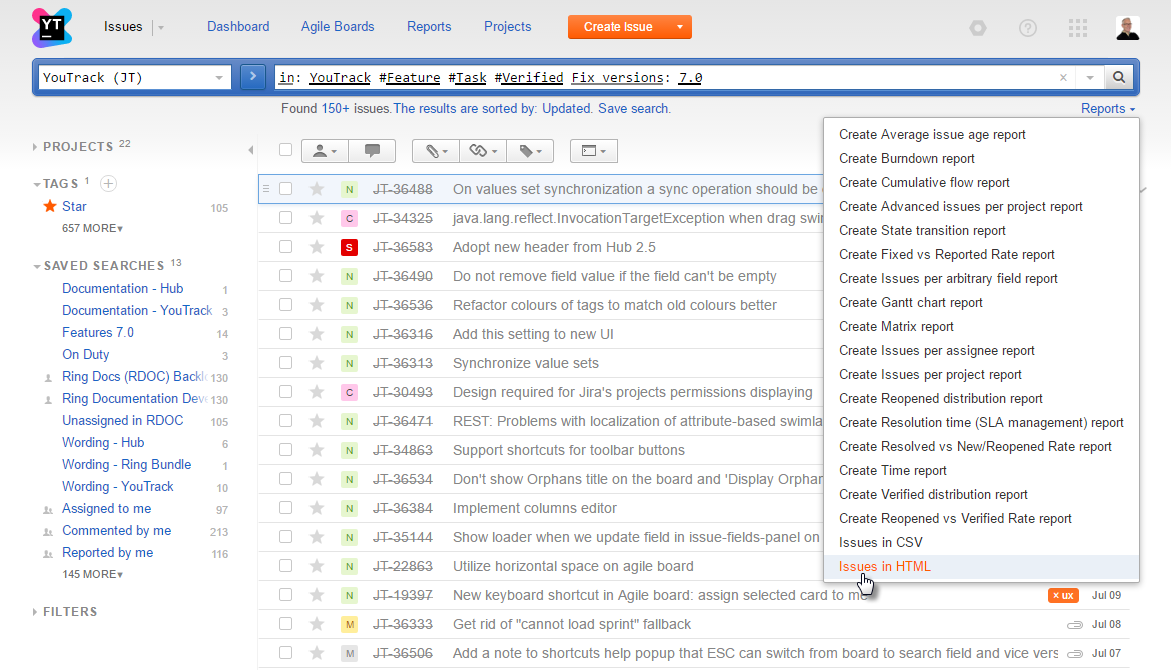 YT Issues Dashboard Agile Boards Reports Projects Create Issue
YouTrack (JT) in: YouTrack #Feature #Task #Verified Fix versions: 7.0
Found 150+ issues. The results are sorted by: Updated. Save search. Reports
PROJECTS 22
TAGS 1
Star 105
657 MORE
SAVED SEARCHES 13
Documentation - Hub 1
Documentation - YouTrack 3
Features 7.0 14
On Duty 3
Ring Docs (RDOC) Backl 130
Ring Documentation Deve 130
Unassigned in RDOC 105
Wording - Hub 6
Wording - Ring Bundle 1
Wording - YouTrack 10
Assigned to me 97
Commented by me 213
Reported by me 116
145 MORE
FILTERS
N JT-36488 On values set synchronization a sync operation should be
C JT-34325 java.lang.reflect.InvocationTargetException when drag swi
S JT-36583 Adopt new header from Hub 2.5
N JT-36490 Do not remove field value if the field can't be empty
N JT-36536 Refactor colours of tags to match old colours better
N JT-36316 Add this setting to new UI
N JT-36313 Synchronize value sets
C JT-30493 Design required for Jira's projects permissions displaying
N JT-36471 REST: Problems with localization of attribute-based swimla
N JT-34863 Support shortcuts for toolbar buttons
N JT-36534 Don't show Orphans title on the board and 'Display Orphan
N JT-36384 Implement columns editor
N JT-35144 Show loader when we update field in issue-fields-panel on
N JT-22863 Utilize horizontal space on agile board
N JT-19397 New keyboard shortcut in Agile board: assign selected card to me × ux Jul 09
M JT-36333 Get rid of "cannot load sprint" fallback Jul 08
M JT-36506 Add a note to shortcuts help popup that ESC can switch from board to search field and vice vers Jul 07
Create Average issue age report
Create Burndown report
Create Cumulative flow report
Create Advanced issues per project report
Create State transition report
Create Fixed vs Reported Rate report
Create Issues per arbitrary field report
Create Gantt chart report
Create Matrix report
Create Issues per assignee report
Create Issues per project report
Create Reopened distribution report
Create Resolution time (SLA management) report
Create Resolved vs New/Reopened Rate report
Create Time report
Create Verified distribution report
Create Reopened vs Verified Rate report
Issues in CSV
Issues in HTML